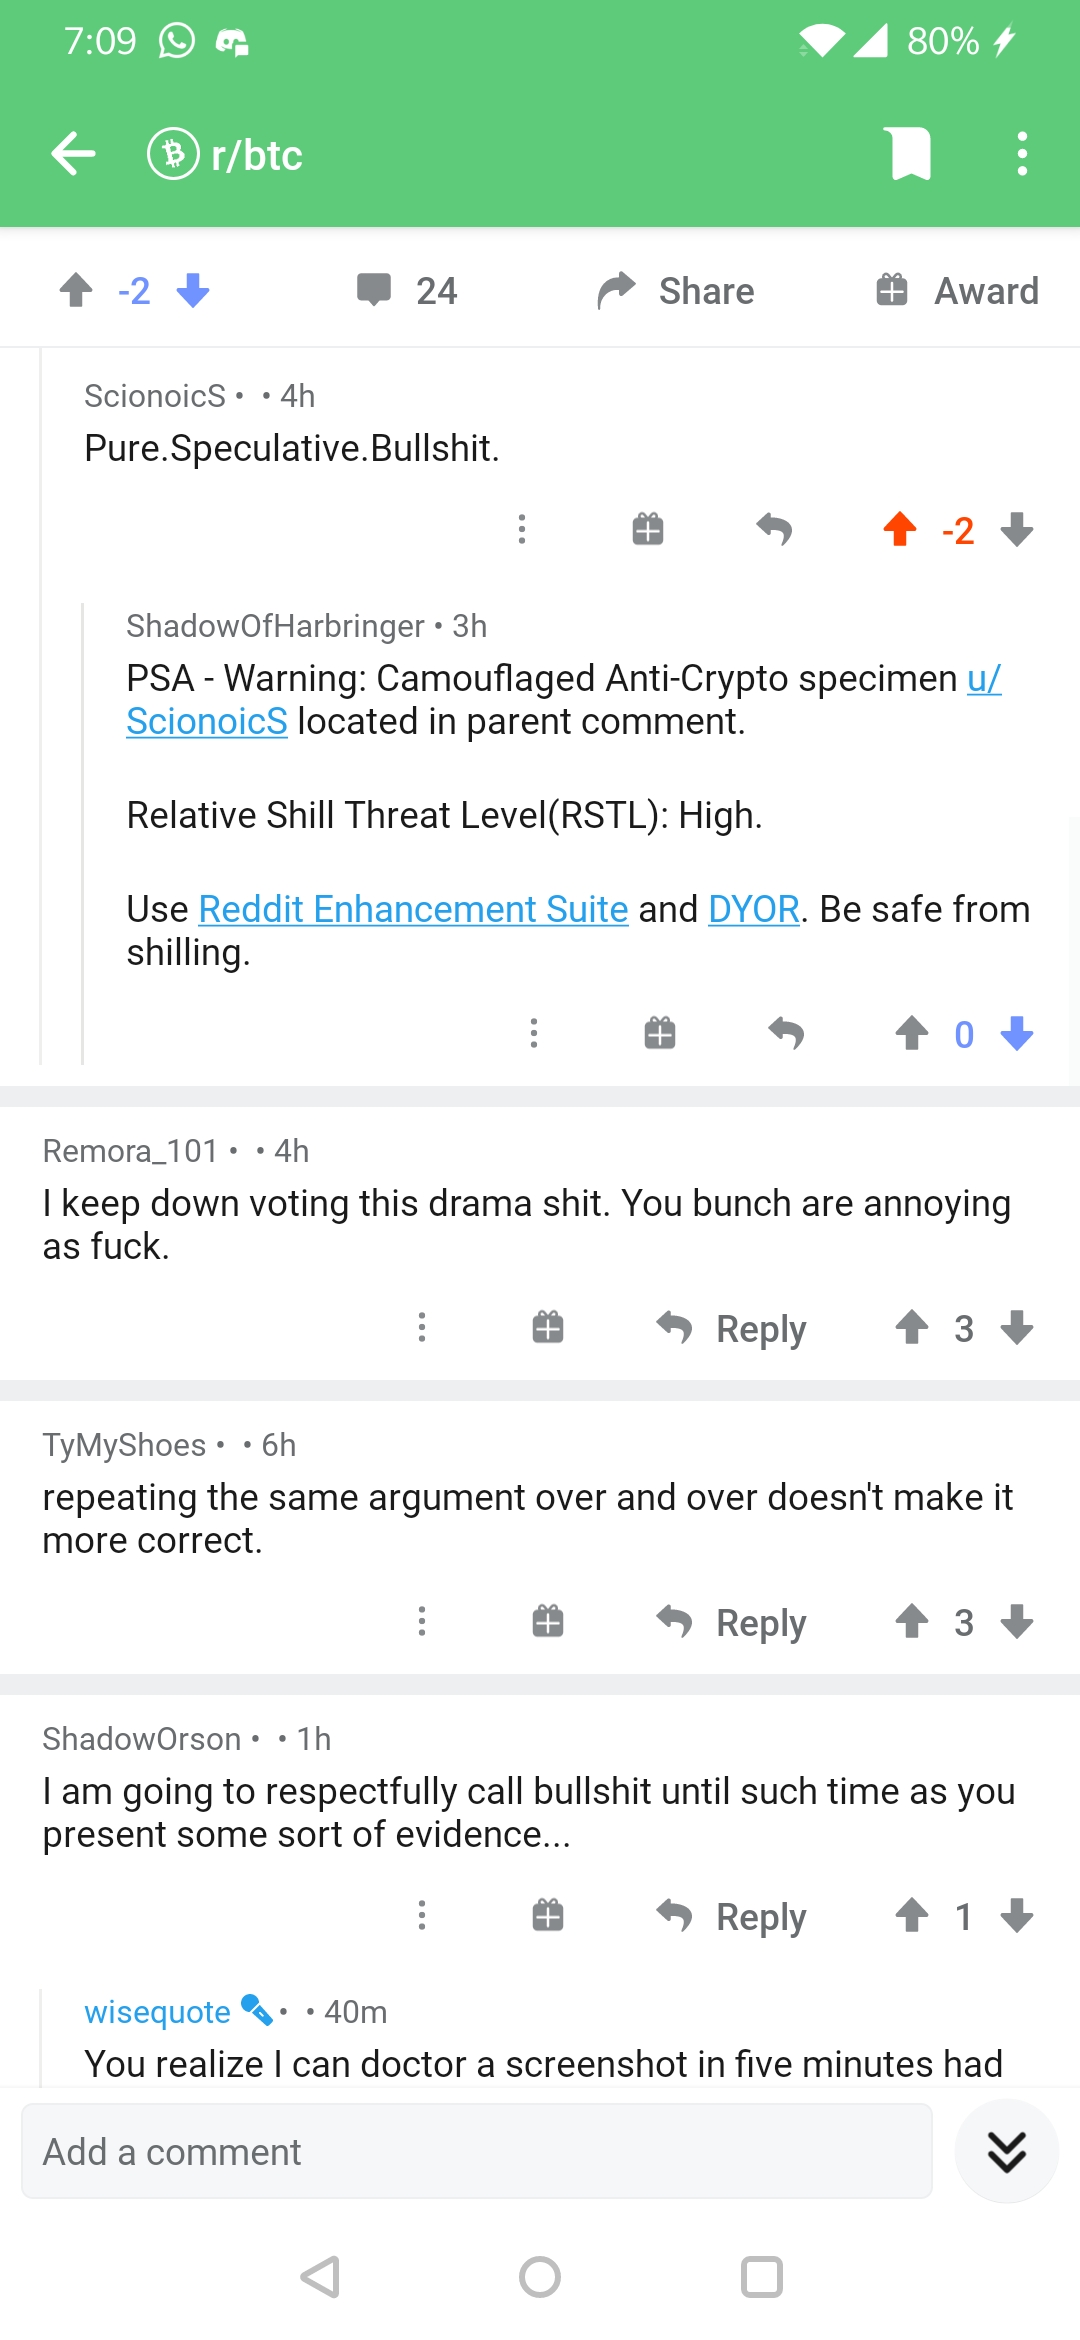 7:09
80%
r/btc
-2
24
Share
Award
ScionoicS • • 4h
Pure.Speculative.Bullshit.
-2
ShadowOfHarbringer • 3h
PSA - Warning: Camouflaged Anti-Crypto specimen u/
ScionoicS located in parent comment.
Relative Shill Threat Level(RSTL): High.
Use Reddit Enhancement Suite and DYOR. Be safe from
shilling.
0
Remora_101 • • 4h
I keep down voting this drama shit. You bunch are annoying
as fuck.
Reply
3
TyMyShoes • • 6h
repeating the same argument over and over doesn't make it
more correct.
Reply
3
ShadowOrson • • 1h
I am going to respectfully call bullshit until such time as you
present some sort of evidence...
Reply
1
wisequote • • 40m
You realize I can doctor a screenshot in five minutes had
Add a comment